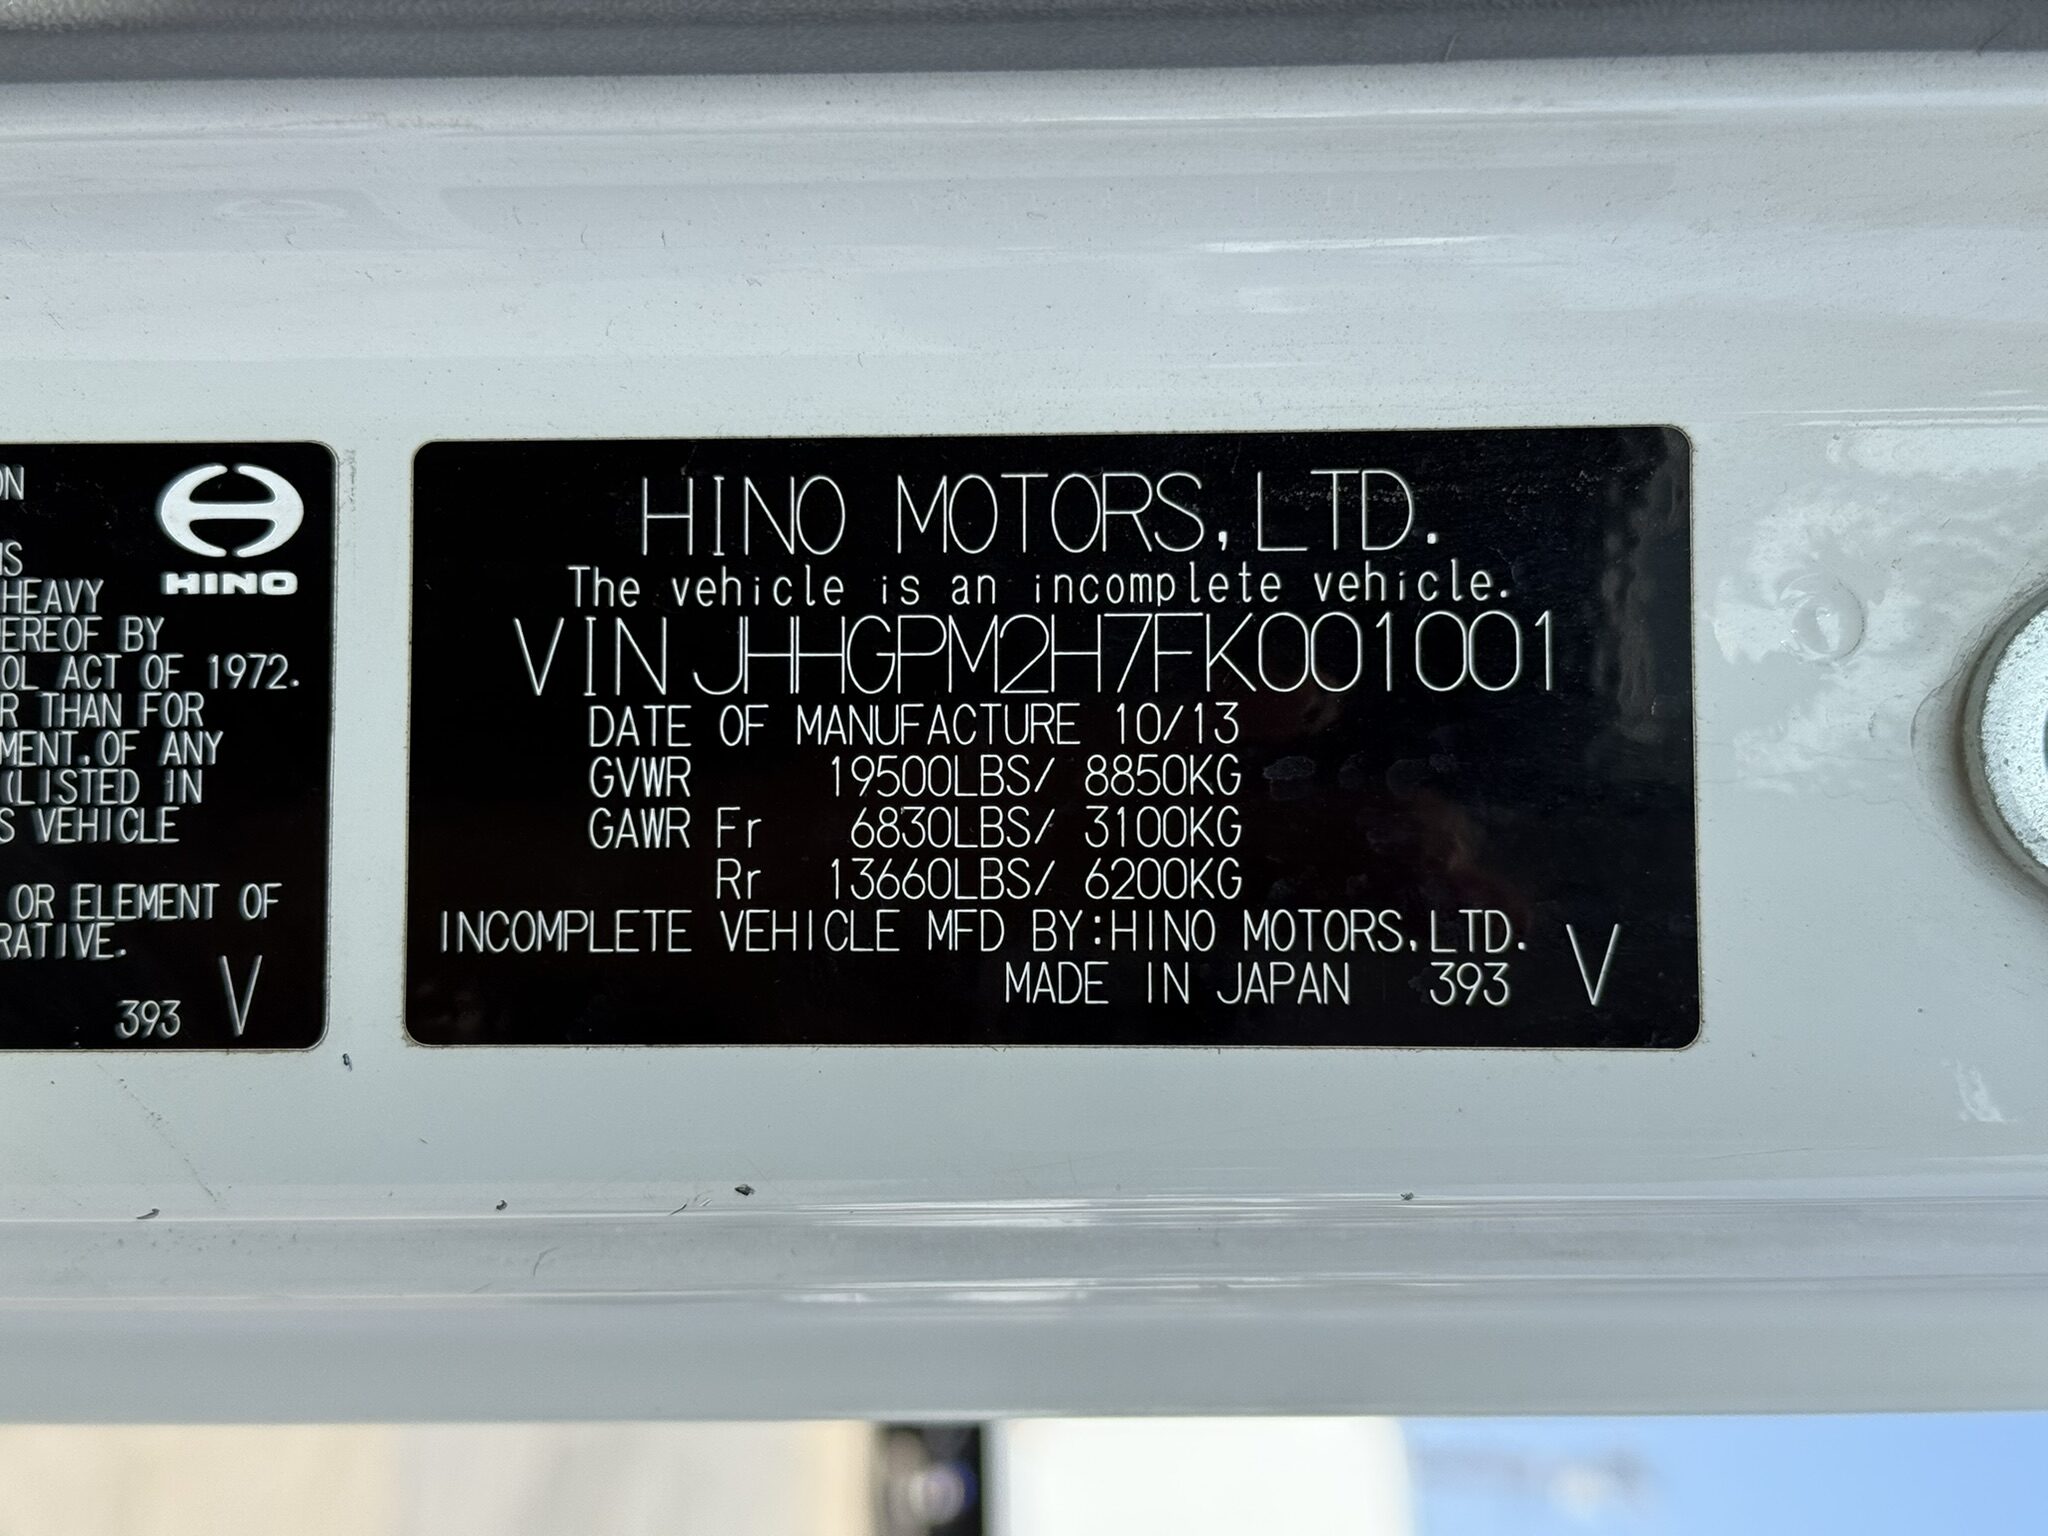 ON
HINO
NS
HEAVY
EREOF BY
OL ACT OF 1972.
R THAN FOR
MENT.OF ANY
(LISTED IN
S VEHICLE
OR ELEMENT OF
RATIVE.
393 V
HINO MOTORS,LTD.
The vehicle is an incomplete vehicle.
VIN JHHGPM2H7FK001001
DATE OF MANUFACTURE 10/13
GVWR 19500LBS/ 8850KG
GAWR Fr 6830LBS/ 3100KG
Rr 13660LBS/ 6200KG
INCOMPLETE VEHICLE MFD BY:HINO MOTORS,LTD.
MADE IN JAPAN 393 V